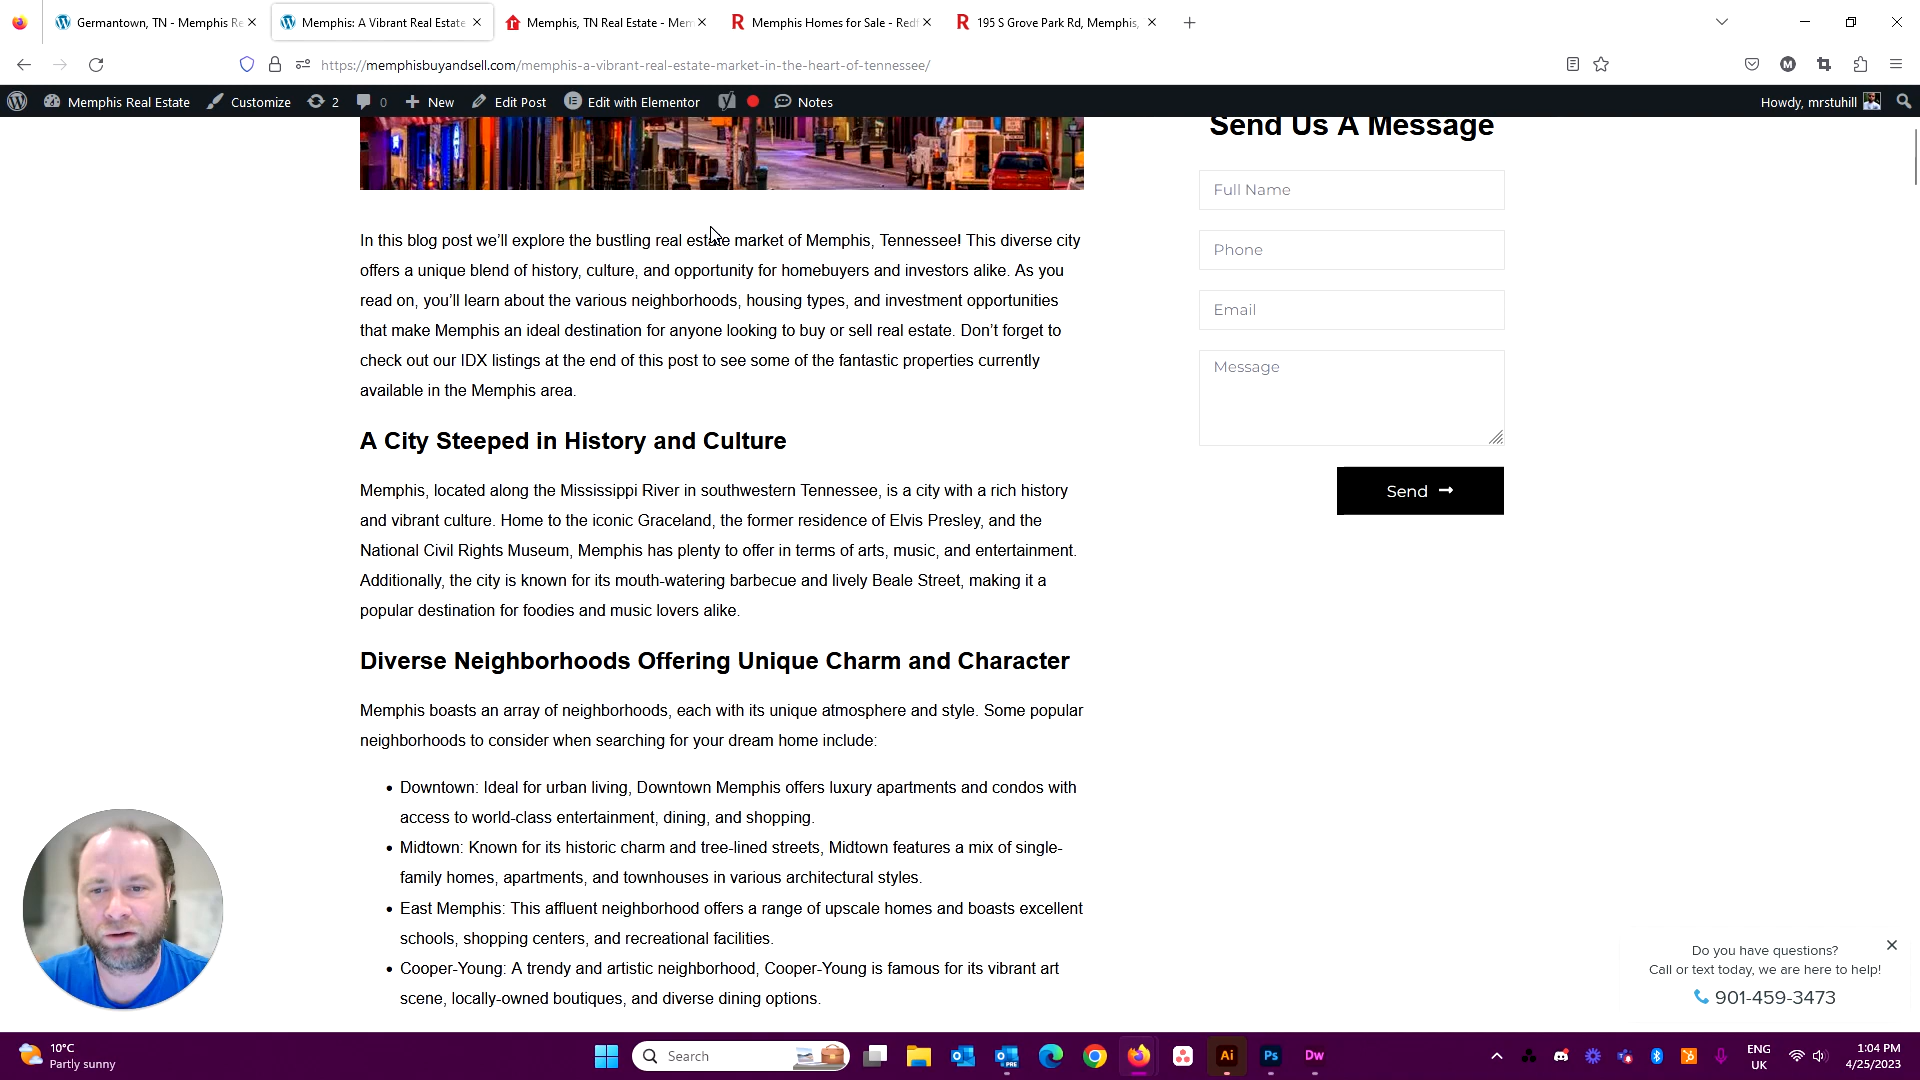 Germantown, TN - Memphis Re
Memphis: A Vibrant Real Estate
Memphis, TN Real Estate - Mem
Memphis Homes for Sale - Redf
195 S Grove Park Rd, Memphis,
https://memphisbuyandsell.com/memphis-a-vibrant-real-estate-market-in-the-heart-of-tennessee/
Memphis Real Estate
Customize
2
0
New
Edit Post
Edit with Elementor
Notes
Howdy, mrstuhill
In this blog post we’ll explore the bustling real estate market of Memphis, Tennessee! This diverse city
offers a unique blend of history, culture, and opportunity for homebuyers and investors alike. As you
read on, you’ll learn about the various neighborhoods, housing types, and investment opportunities
that make Memphis an ideal destination for anyone looking to buy or sell real estate. Don’t forget to
check out our IDX listings at the end of this post to see some of the fantastic properties currently
available in the Memphis area.
A City Steeped in History and Culture
Memphis, located along the Mississippi River in southwestern Tennessee, is a city with a rich history
and vibrant culture. Home to the iconic Graceland, the former residence of Elvis Presley, and the
National Civil Rights Museum, Memphis has plenty to offer in terms of arts, music, and entertainment.
Additionally, the city is known for its mouth-watering barbecue and lively Beale Street, making it a
popular destination for foodies and music lovers alike.
Diverse Neighborhoods Offering Unique Charm and Character
Memphis boasts an array of neighborhoods, each with its unique atmosphere and style. Some popular
neighborhoods to consider when searching for your dream home include:
• Downtown: Ideal for urban living, Downtown Memphis offers luxury apartments and condos with
access to world-class entertainment, dining, and shopping.
• Midtown: Known for its historic charm and tree-lined streets, Midtown features a mix of single-
family homes, apartments, and townhouses in various architectural styles.
• East Memphis: This affluent neighborhood offers a range of upscale homes and boasts excellent
schools, shopping centers, and recreational facilities.
• Cooper-Young: A trendy and artistic neighborhood, Cooper-Young is famous for its vibrant art
scene, locally-owned boutiques, and diverse dining options.
Send Us A Message
Full Name
Phone
Email
Message
Send
Do you have questions?
Call or text today, we are here to help!
901-459-3473
10°C
Partly sunny
Search
PRE
Ai
Ps
Dw
ENG
UK
1:04 PM
4/25/2023